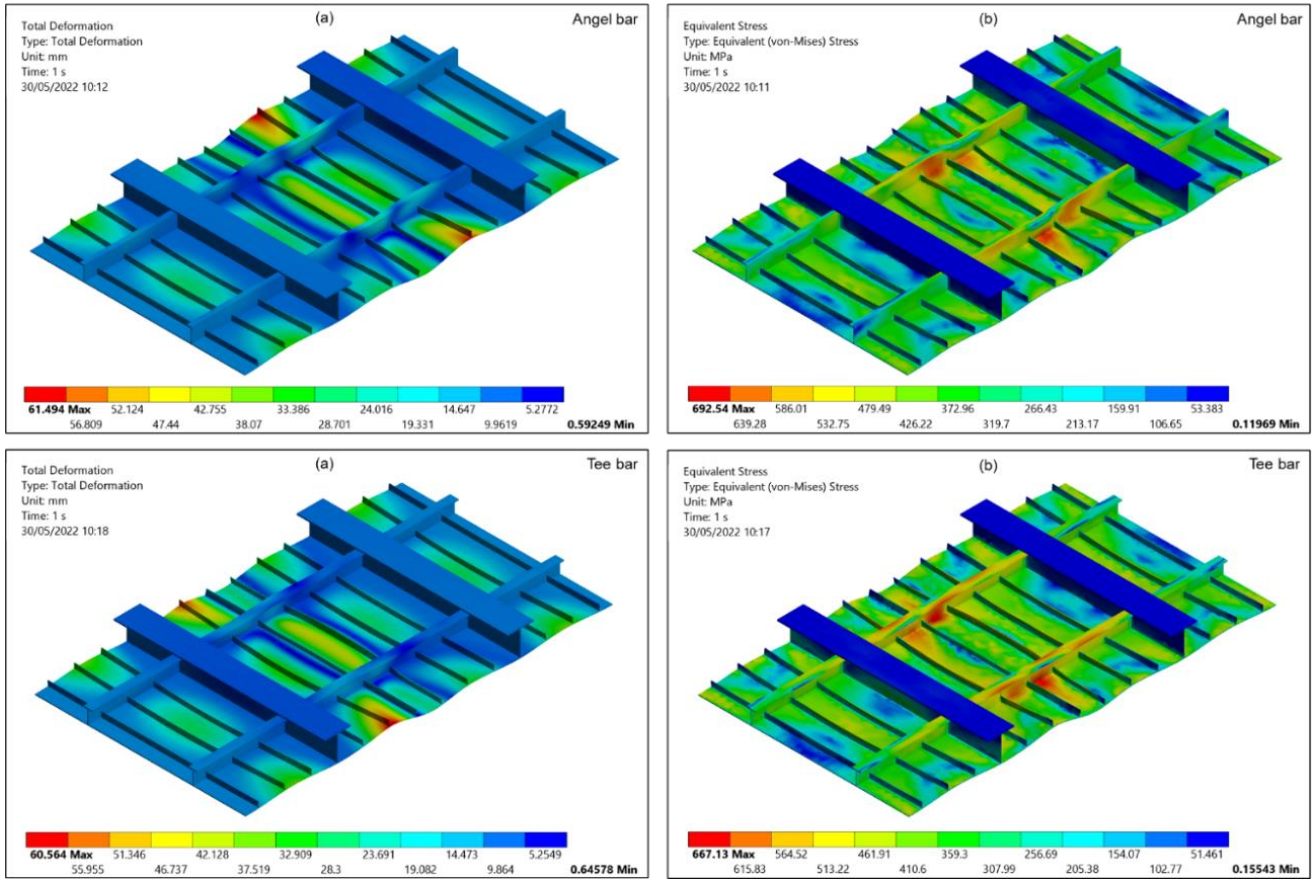 Total Deformation
Type: Total Deformation
Unit: mm
Time: 1 s
30/05/2022 10:12
(a)
Angel bar
61.494 Max 52.124 42.755 33.386 24.016 14.647 5.2772
56.809 47.44 38.07 28.701 19.331 9.9619 0.59249 Min
Equivalent Stress
Type: Equivalent (von-Mises) Stress
Unit: MPa
Time: 1 s
30/05/2022 10:11
(b)
Angel bar
692.54 Max 586.01 479.49 372.96 266.43 159.91 53.383
639.28 532.75 426.22 319.7 213.17 106.65 0.11969 Min
Total Deformation
Type: Total Deformation
Unit: mm
Time: 1 s
30/05/2022 10:18
(a)
Tee bar
60.564 Max 51.346 42.128 32.909 23.691 14.473 5.2549
55.955 46.737 37.519 28.3 19.082 9.864 0.64578 Min
Equivalent Stress
Type: Equivalent (von-Mises) Stress
Unit: MPa
Time: 1 s
30/05/2022 10:17
(b)
Tee bar
667.13 Max 564.52 461.91 359.3 256.69 154.07 51.461
615.83 513.22 410.6 307.99 205.38 102.77 0.15543 Min